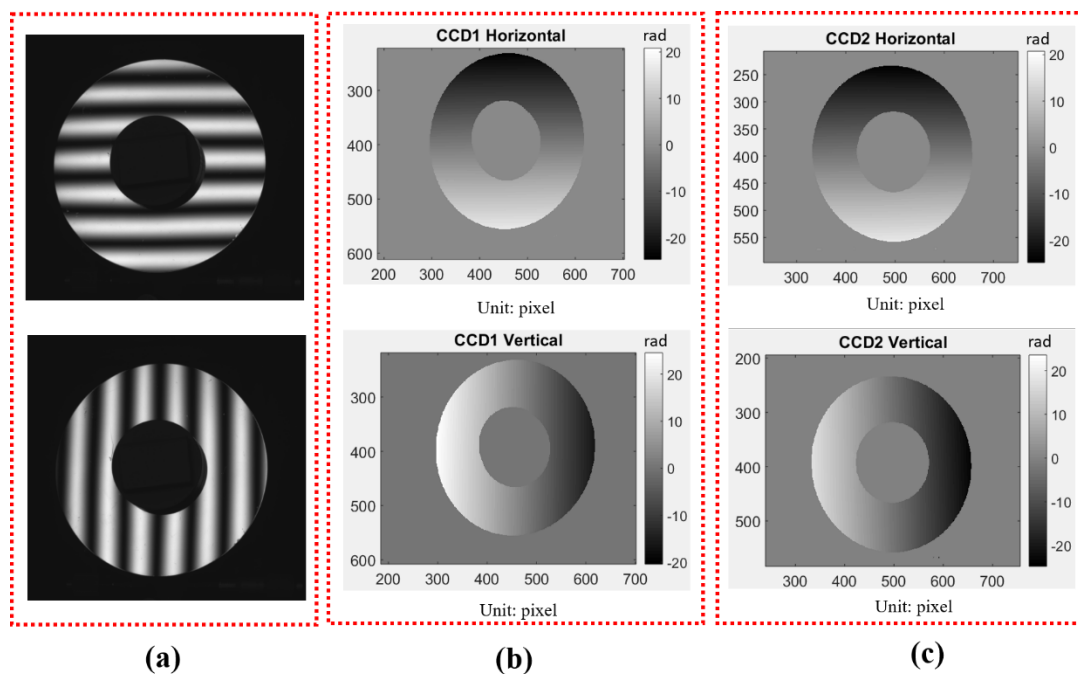 CCD1 Horizontal
rad
20
10
0
-10
-20
300
400
500
600
200 300 400 500 600 700
Unit: pixel
CCD2 Horizontal
rad
20
10
0
-10
-20
250
300
350
400
450
500
550
300 400 500 600 700
Unit: pixel
CCD1 Vertical
rad
20
10
0
-10
-20
300
400
500
600
200 300 400 500 600 700
Unit: pixel
CCD2 Vertical
rad
20
10
0
-10
-20
200
300
400
500
300 400 500 600 700
Unit: pixel
(a) (b) (c)